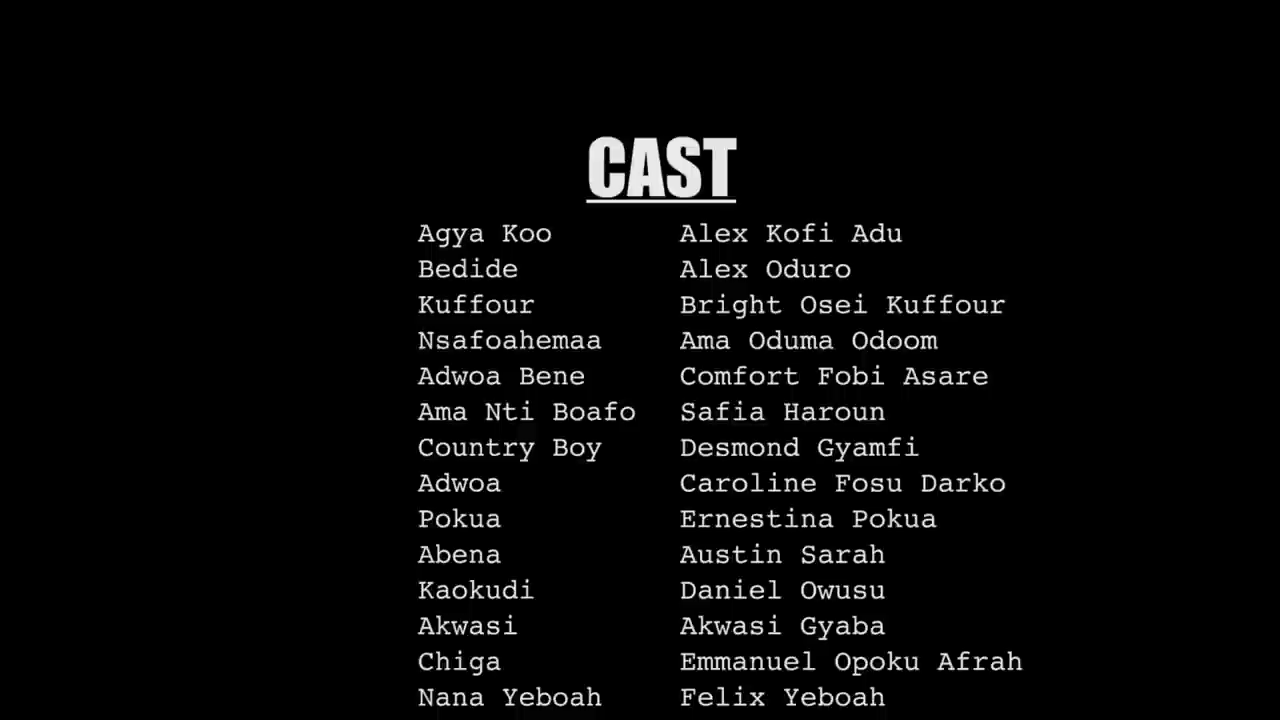 CAST
Agya Koo Alex Kofi Adu
Bedide Alex Oduro
Kuffour Bright Osei Kuffour
Nsafoahemaa Ama Oduma Odoom
Adwoa Bene Comfort Fobi Asare
Ama Nti Boafo Safia Haroun
Country Boy Desmond Gyamfi
Adwoa Caroline Fosu Darko
Pokua Ernestina Pokua
Abena Austin Sarah
Kaokudi Daniel Owusu
Akwasi Akwasi Gyaba
Chiga Emmanuel Opoku Afrah
Nana Yeboah Felix Yeboah